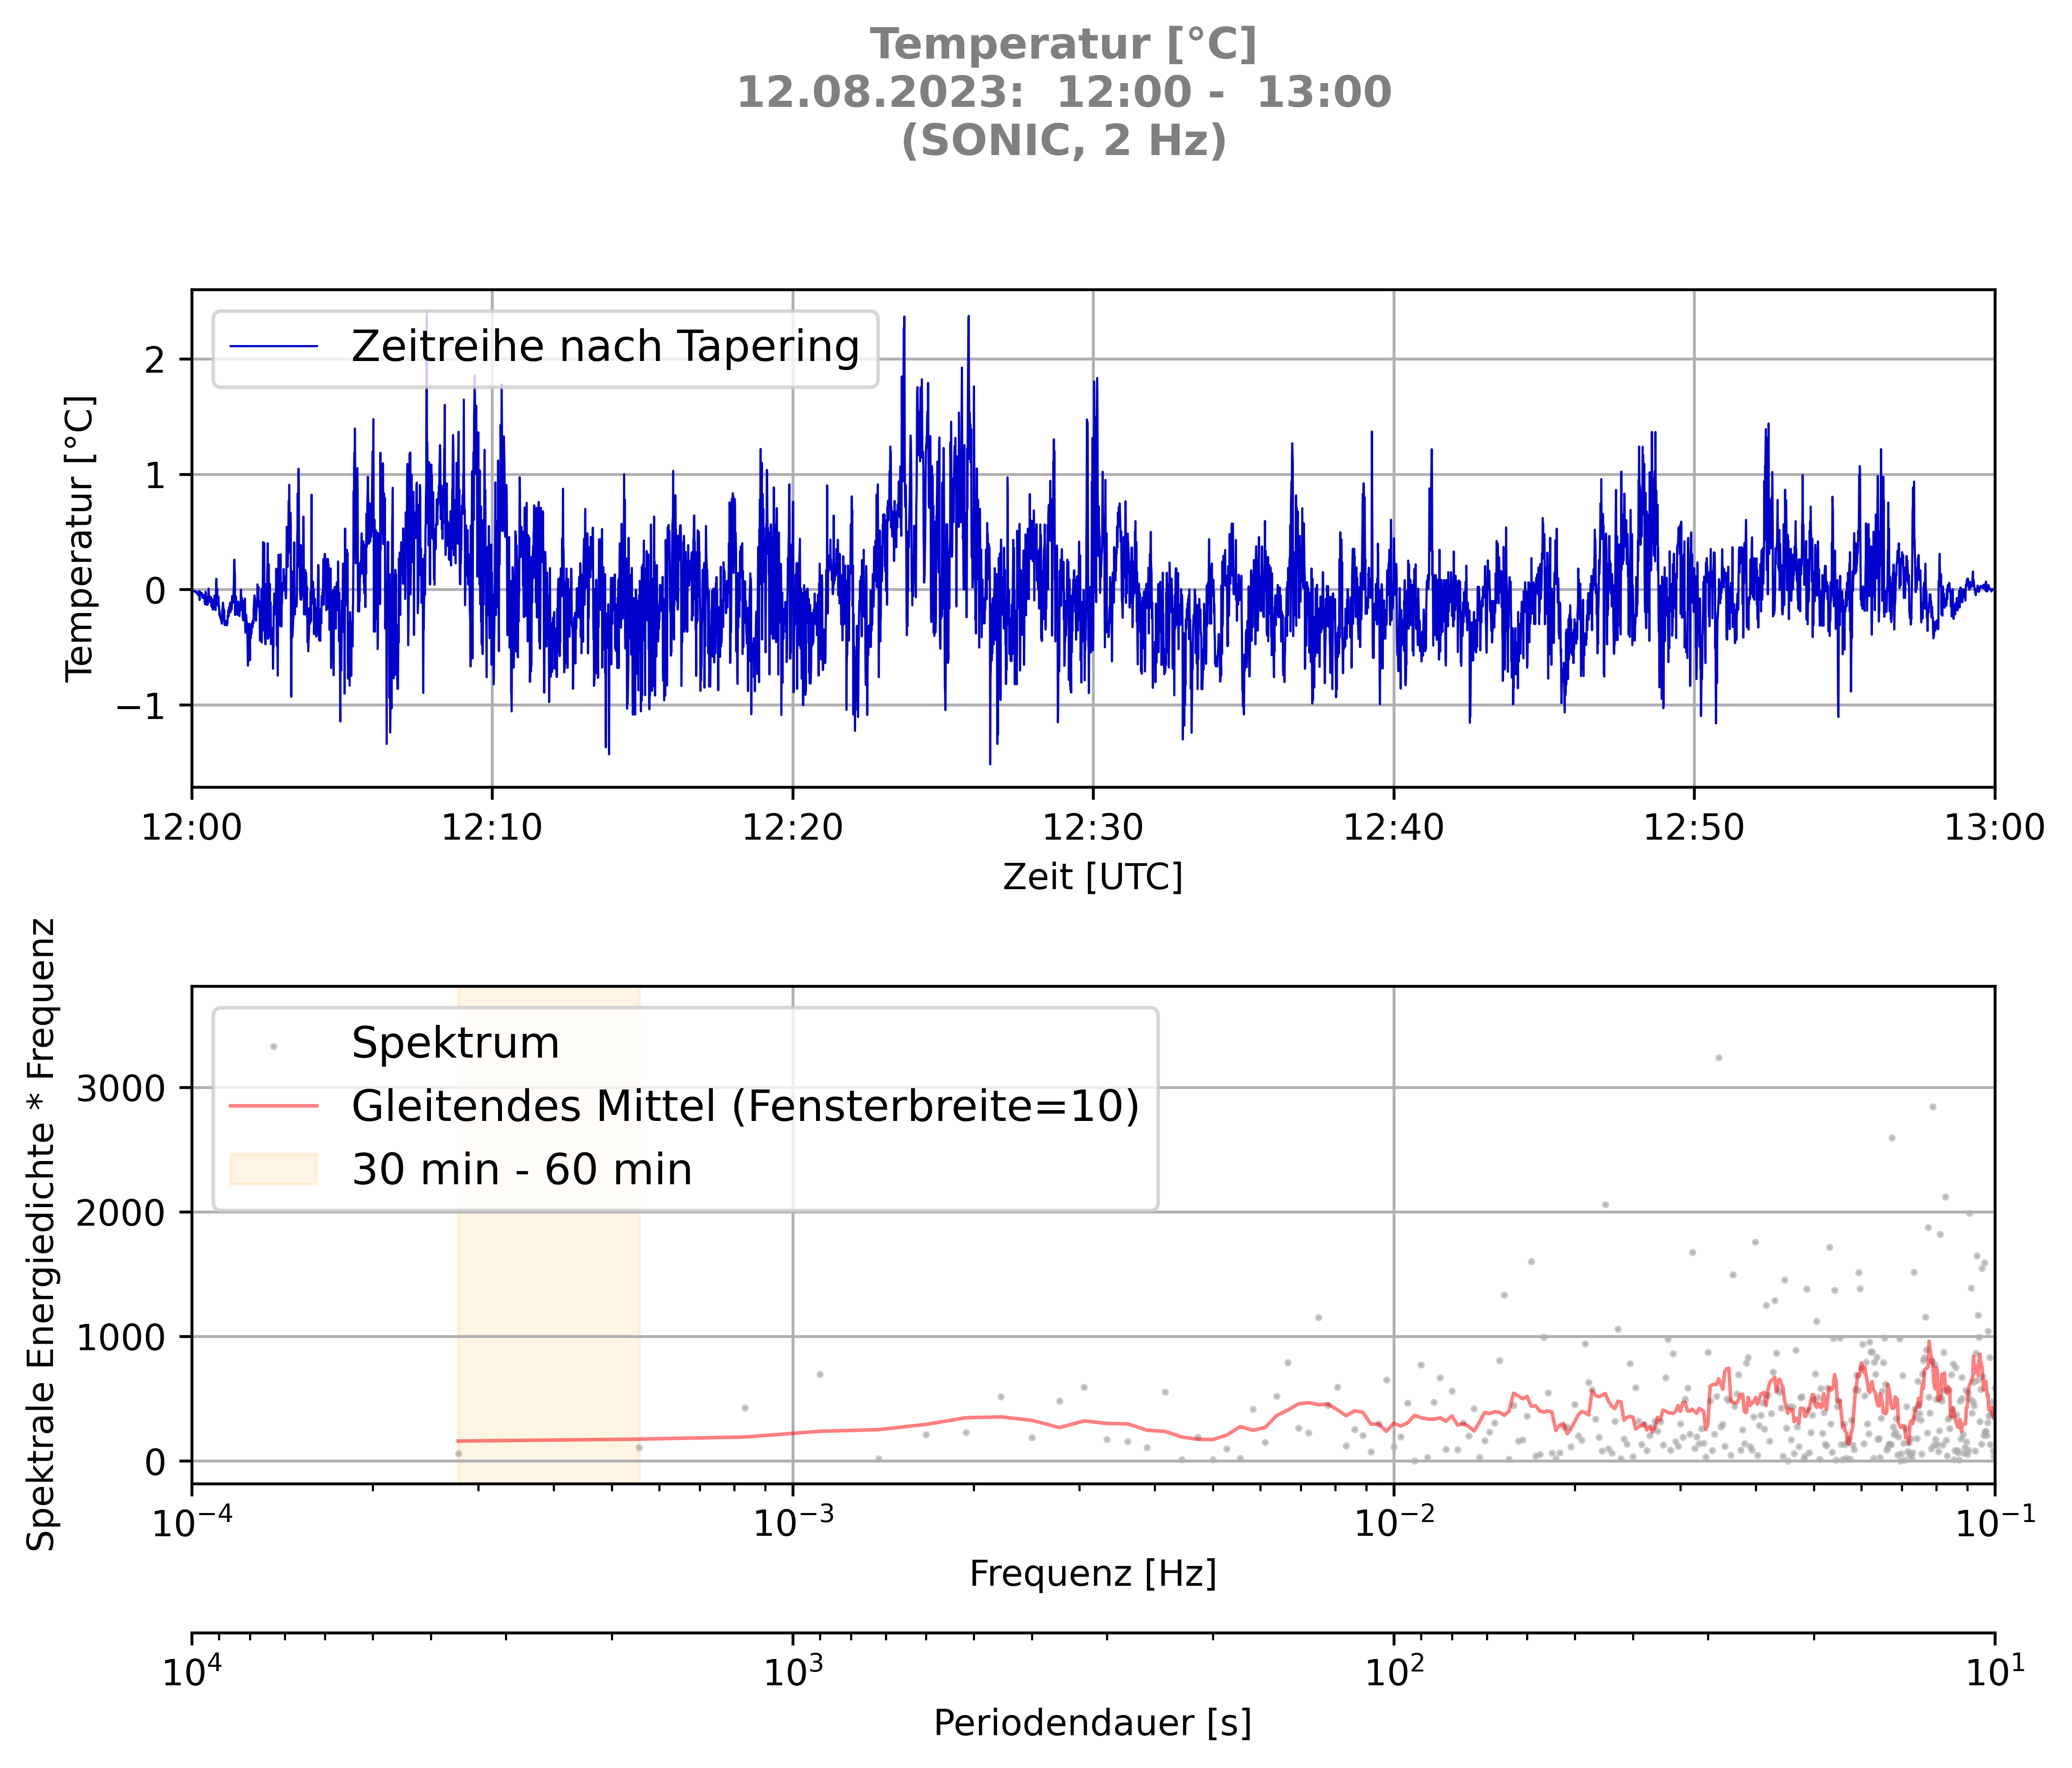 Temperatur [°C]
12.08.2023:  12:00 -  13:00
(SONIC, 2 Hz)
Zeitreihe nach Tapering
Temperatur [°C]
2
1
0
−1
12:00 12:10 12:20 12:30 12:40 12:50 13:00
Zeit [UTC]
Spektrale Energiedichte * Frequenz
Spektrum
Gleitendes Mittel (Fensterbreite=10)
30 min - 60 min
3000
2000
1000
0
10⁻⁴ 10⁻³ 10⁻² 10⁻¹
Frequenz [Hz]
10⁴ 10³ 10² 10¹
Periodendauer [s]